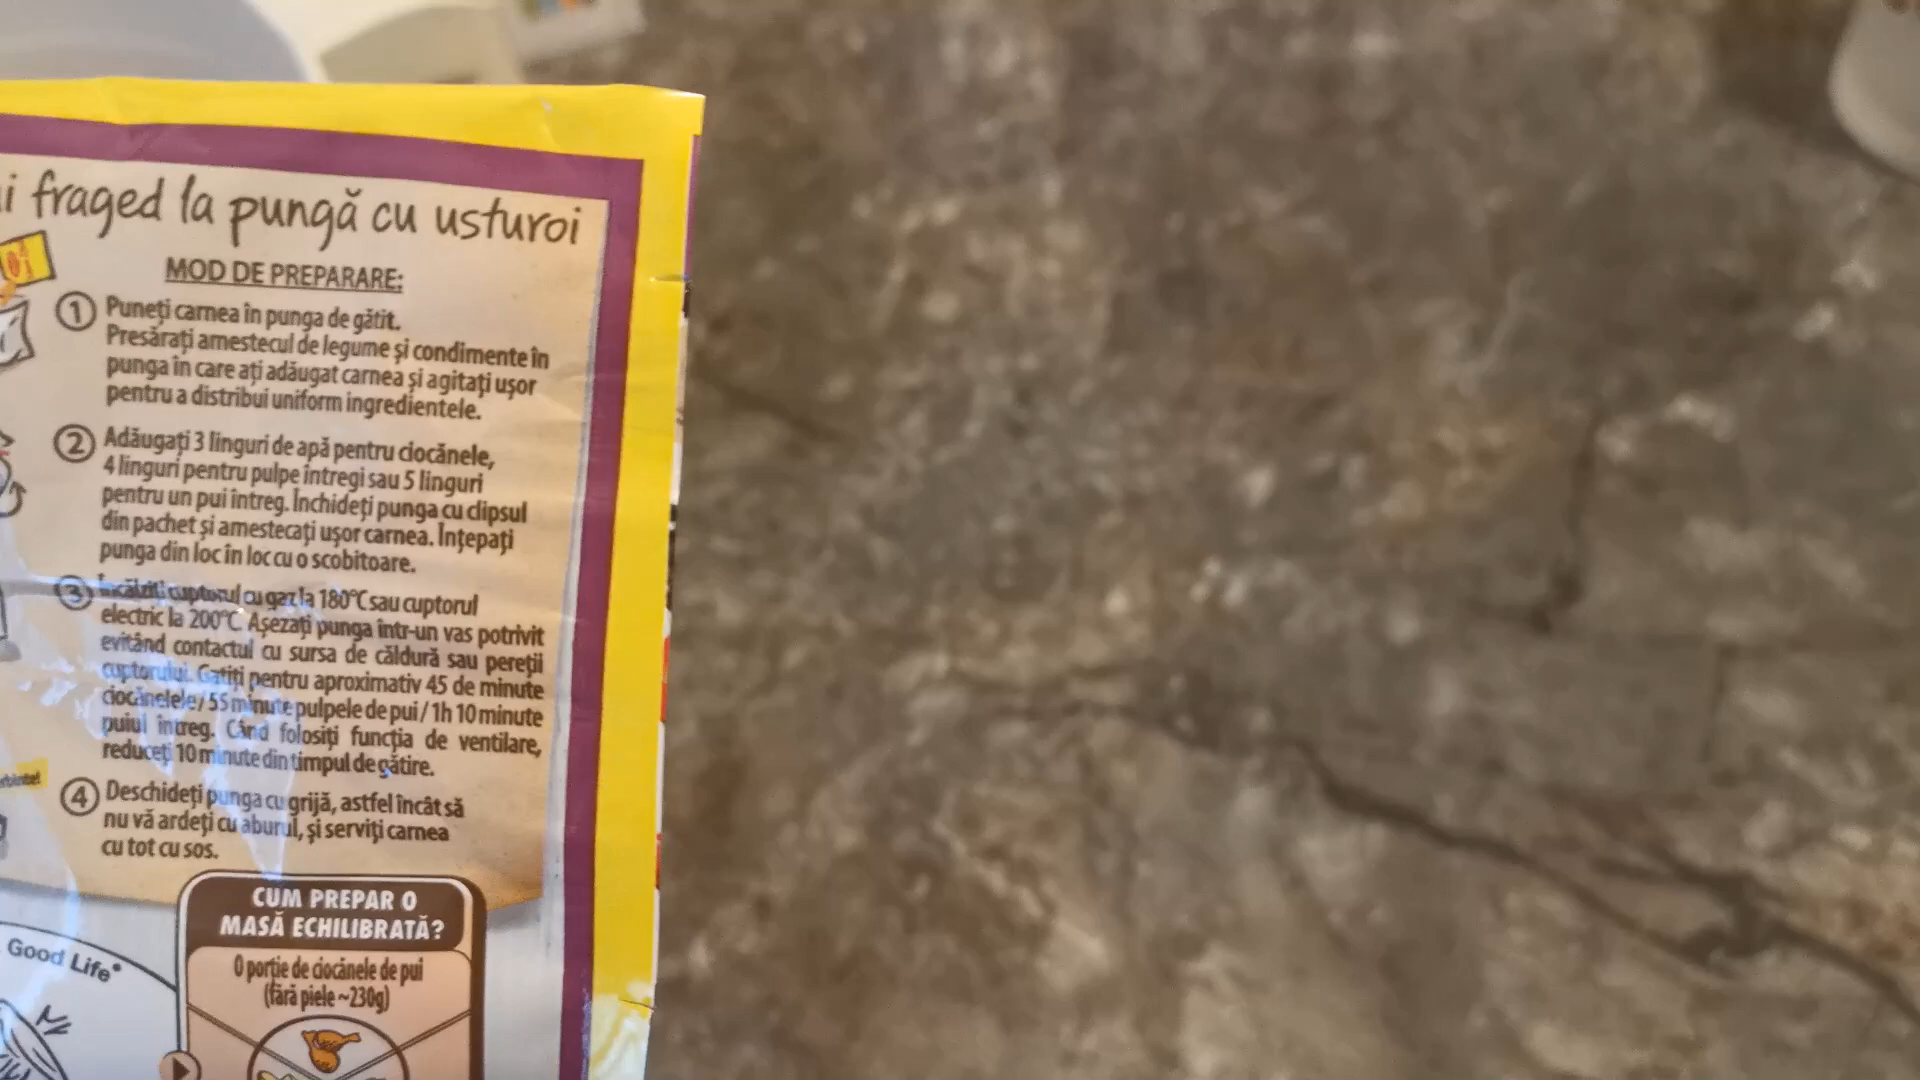 i fraged la pungă cu usturoi
MOD DE PREPARARE:
1 Puneți carnea în punga de gătit.
Presărați amestecul de legume și condimente în
punga în care ați adăugat carnea și agitați ușor
pentru a distribui uniform ingredientele.
2 Adăugați 3 linguri de apă pentru ciocănele,
4 linguri pentru pulpe întregi sau 5 linguri
pentru un pui întreg. Închideți punga cu clipsul
din pachet și amestecați ușor carnea. Înțepați
punga din loc în loc cu o scobitoare.
3 Încălziți cuptorul cu gaz la 180°C sau cuptorul
electric la 200°C. Așezați punga într-un vas potrivit
evitând contactul cu sursa de căldură sau pereții
cuptorului. Gatiți pentru aproximativ 45 de minute
ciocănelele / 55 minute pulpele de pui / 1h 10 minute
puiul întreg. Când folosiți funcția de ventilare,
reduceți 10 minute din timpul de gătire.
4 Deschideți punga cu grijă, astfel încât să
nu vă ardeți cu aburul, și serviți carnea
cu tot cu sos.
CUM PREPAR O
MASĂ ECHILIBRATĂ?
Good Life*
O porție de ciocănele de pui
(fără piele ~230g)